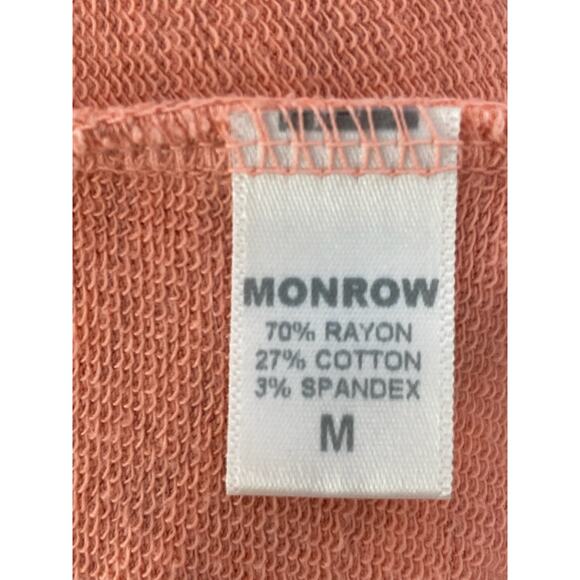 MONROW
70% RAYON
27% COTTON
3% SPANDEX
M